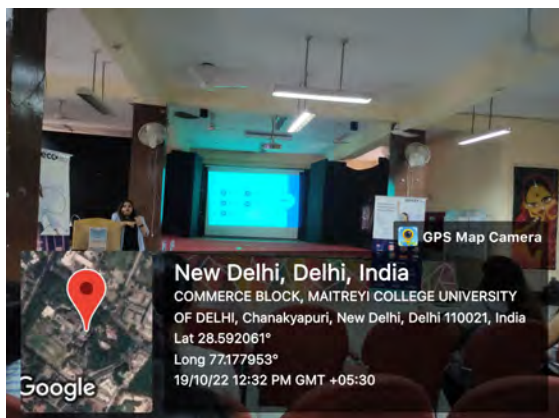 eco
GPS Map Camera
New Delhi, Delhi, India
COMMERCE BLOCK, MAITREYI COLLEGE UNIVERSITY
OF DELHI, Chanakyapuri, New Delhi, Delhi 110021, India
Lat 28.592061°
Long 77.177953°
19/10/22 12:32 PM GMT +05:30
Google